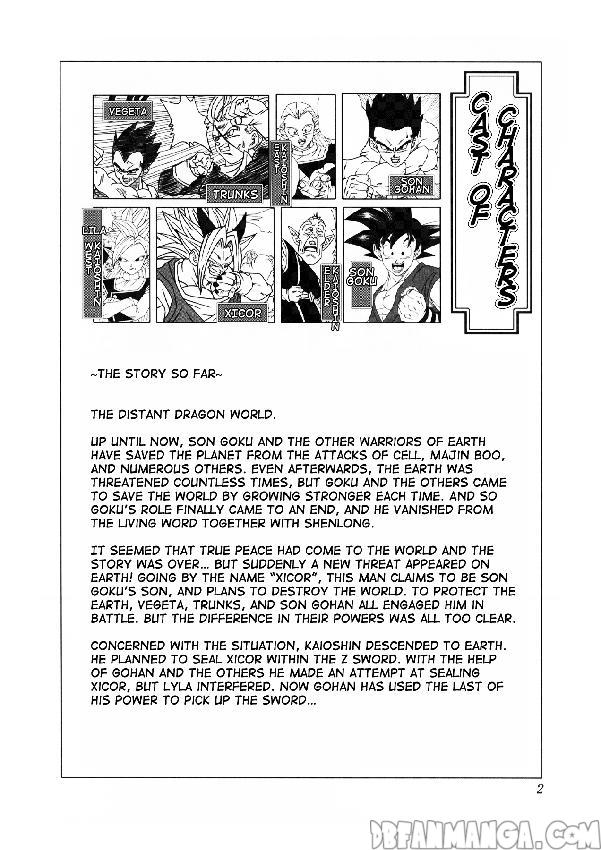 CAST OF
CHARACTERS
VEGETA
TRUNKS
EAST
KAIOSHIN
SON
GOHAN
LILA
WEST
KAIOSHIN
XICOR
ELDER
KAIOSHIN
SON
GOKU
~THE STORY SO FAR~
THE DISTANT DRAGON WORLD.
UP UNTIL NOW, SON GOKU AND THE OTHER WARRIORS OF EARTH
HAVE SAVED THE PLANET FROM THE ATTACKS OF CELL, MAJIN BOO,
AND NUMEROUS OTHERS. EVEN AFTERWARDS, THE EARTH WAS
THREATENED COUNTLESS TIMES, BUT GOKU AND THE OTHERS CAME
TO SAVE THE WORLD BY GROWING STRONGER EACH TIME. AND SO
GOKU'S ROLE FINALLY CAME TO AN END, AND HE VANISHED FROM
THE LIVING WORD TOGETHER WITH SHENLONG.
IT SEEMED THAT TRUE PEACE HAD COME TO THE WORLD AND THE
STORY WAS OVER... BUT SUDDENLY A NEW THREAT APPEARED ON
EARTH! GOING BY THE NAME "XICOR", THIS MAN CLAIMS TO BE SON
GOKU'S SON, AND PLANS TO DESTROY THE WORLD. TO PROTECT THE
EARTH, VEGETA, TRUNKS, AND SON GOHAN ALL ENGAGED HIM IN
BATTLE. BUT THE DIFFERENCE IN THEIR POWERS WAS ALL TOO CLEAR.
CONCERNED WITH THE SITUATION, KAIOSHIN DESCENDED TO EARTH.
HE PLANNED TO SEAL XICOR WITHIN THE Z SWORD. WITH THE HELP
OF GOHAN AND THE OTHERS HE MADE AN ATTEMPT AT SEALING
XICOR, BUT LYLA INTERFERED. NOW GOHAN HAS USED THE LAST OF
HIS POWER TO PICK UP THE SWORD...
2
DBFANMANGA.COM